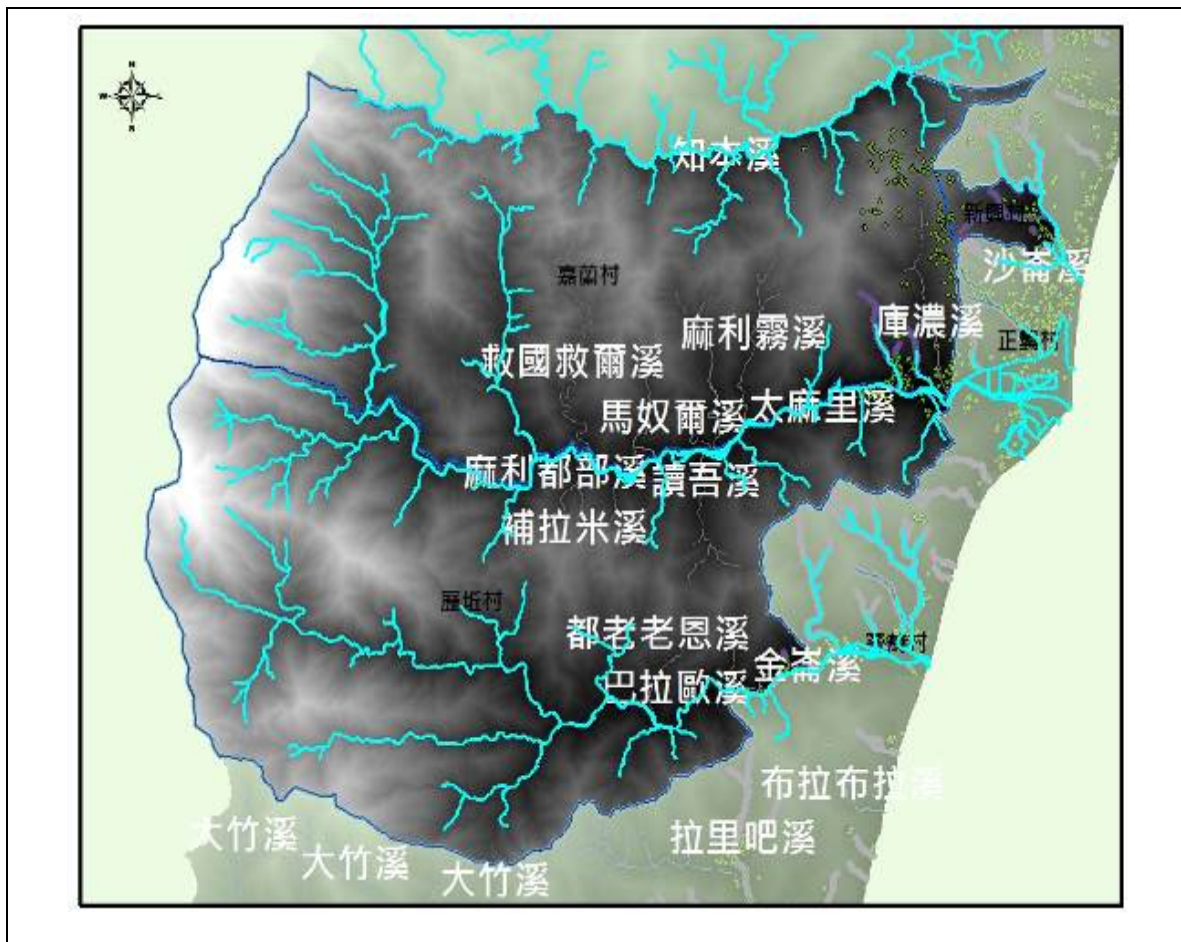 N
W
S
知本溪
新興村
沙崙溪
嘉蘭村
麻利霧溪
庫濃溪
正興村
救國救爾溪
馬奴爾溪
太麻里溪
麻利都部溪
讀吾溪
補拉米溪
歷坵村
都老老恩溪
金崙溪
巴拉歐溪
布拉布拉溪
大竹溪
拉里吧溪
大竹溪
大竹溪